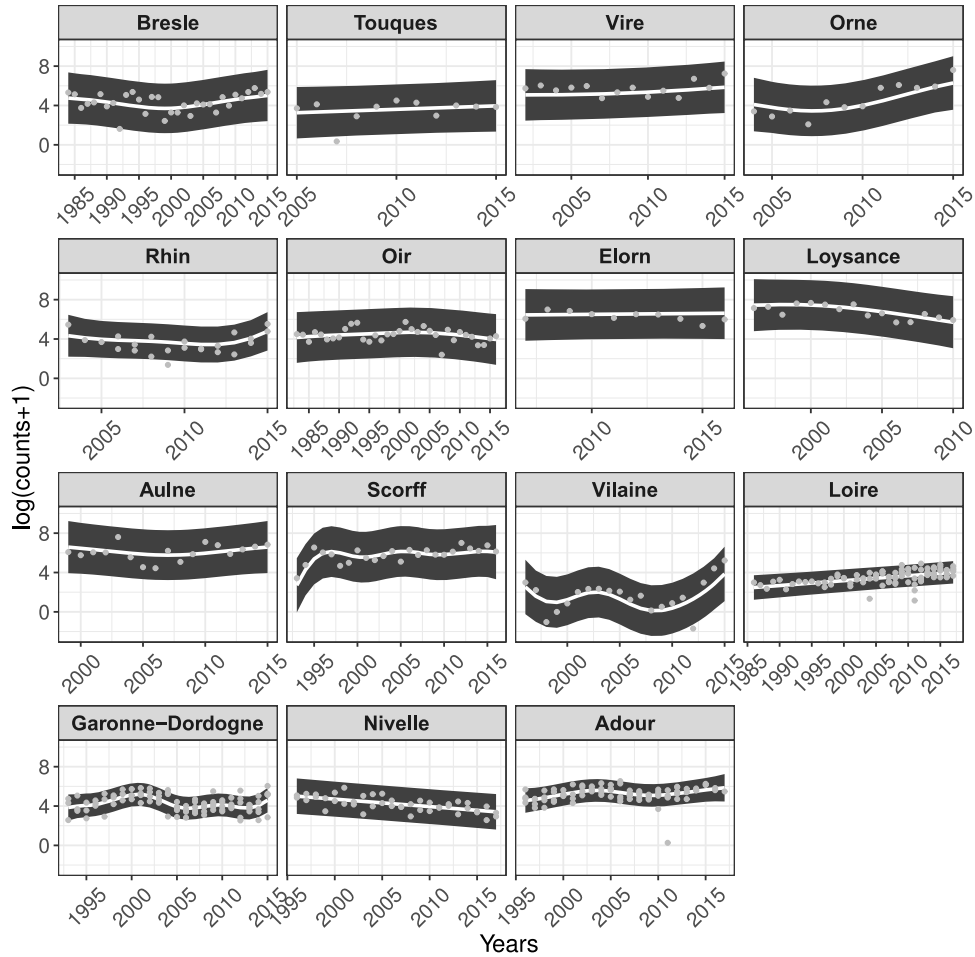 Bresle Touques Vire Orne
8
4
0
1985 1990 1995 2000 2005 2010 2015 2005 2010 2015 2005 2010 2015 2005 2010 2015
Rhin Oir Elorn Loysance
8
4
0
2005 2010 2015 1985 1990 1995 2000 2005 2010 2015 2010 2015 2000 2005 2010
Aulne Scorff Vilaine Loire
8
4
0
2000 2005 2010 2015 1995 2000 2005 2010 2015 2000 2005 2010 2015 1985 1990 1995 2000 2005 2010 2015
Garonne−Dordogne Nivelle Adour
8
4
0
1995 2000 2005 2010 2015 1995 2000 2005 2010 2015 1995 2000 2005 2010 2015
log(counts+1)
Years